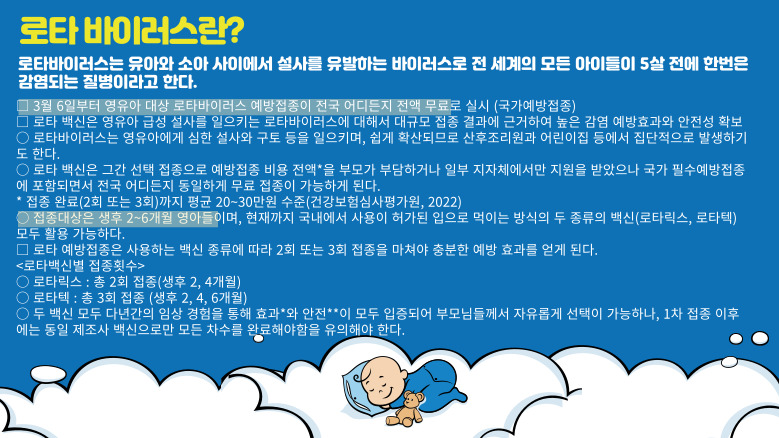 로타 바이러스란?
로타바이러스는 유아와 소아 사이에서 설사를 유발하는 바이러스로 전 세계의 모든 아이들이 5살 전에 한번은
감염되는 질병이라고 한다.
□ 3월 6일부터 영유아 대상 로타바이러스 예방접종이 전국 어디든지 전액 무료로 실시 (국가예방접종)
□ 로타 백신은 영유아 급성 설사를 일으키는 로타바이러스에 대해서 대규모 접종 결과에 근거하여 높은 감염 예방효과와 안전성 확보
○ 로타바이러스는 영유아에게 심한 설사와 구토 등을 일으키며, 쉽게 확산되므로 산후조리원과 어린이집 등에서 집단적으로 발생하기
도 한다.
○ 로타 백신은 그간 선택 접종으로 예방접종 비용 전액*을 부모가 부담하거나 일부 지자체에서만 지원을 받았으나 국가 필수예방접종
에 포함되면서 전국 어디든지 동일하게 무료 접종이 가능하게 된다.
* 접종 완료(2회 또는 3회)까지 평균 20~30만원 수준(건강보험심사평가원, 2022)
○ 접종대상은 생후 2~6개월 영아들이며, 현재까지 국내에서 사용이 허가된 입으로 먹이는 방식의 두 종류의 백신(로타릭스, 로타텍)
모두 활용 가능하다.
□ 로타 예방접종은 사용하는 백신 종류에 따라 2회 또는 3회 접종을 마쳐야 충분한 예방 효과를 얻게 된다.
<로타백신별 접종횟수>
○ 로타릭스 : 총 2회 접종(생후 2, 4개월)
○ 로타텍 : 총 3회 접종 (생후 2, 4, 6개월)
○ 두 백신 모두 다년간의 임상 경험을 통해 효과*와 안전**이 모두 입증되어 부모님들께서 자유롭게 선택이 가능하나, 1차 접종 이후
에는 동일 제조사 백신으로만 모든 차수를 완료해야함을 유의해야 한다.